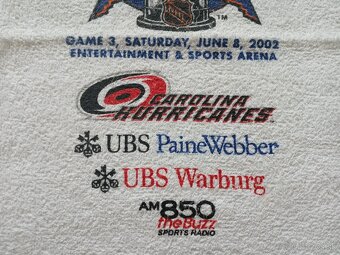 TM
GAME 3, SATURDAY, JUNE 8, 2002
ENTERTAINMENT & SPORTS ARENA
CAROLINA
HURRICANES
UBS PaineWebber
UBS Warburg
AM 850
the Buzz
SPORTS RADIO